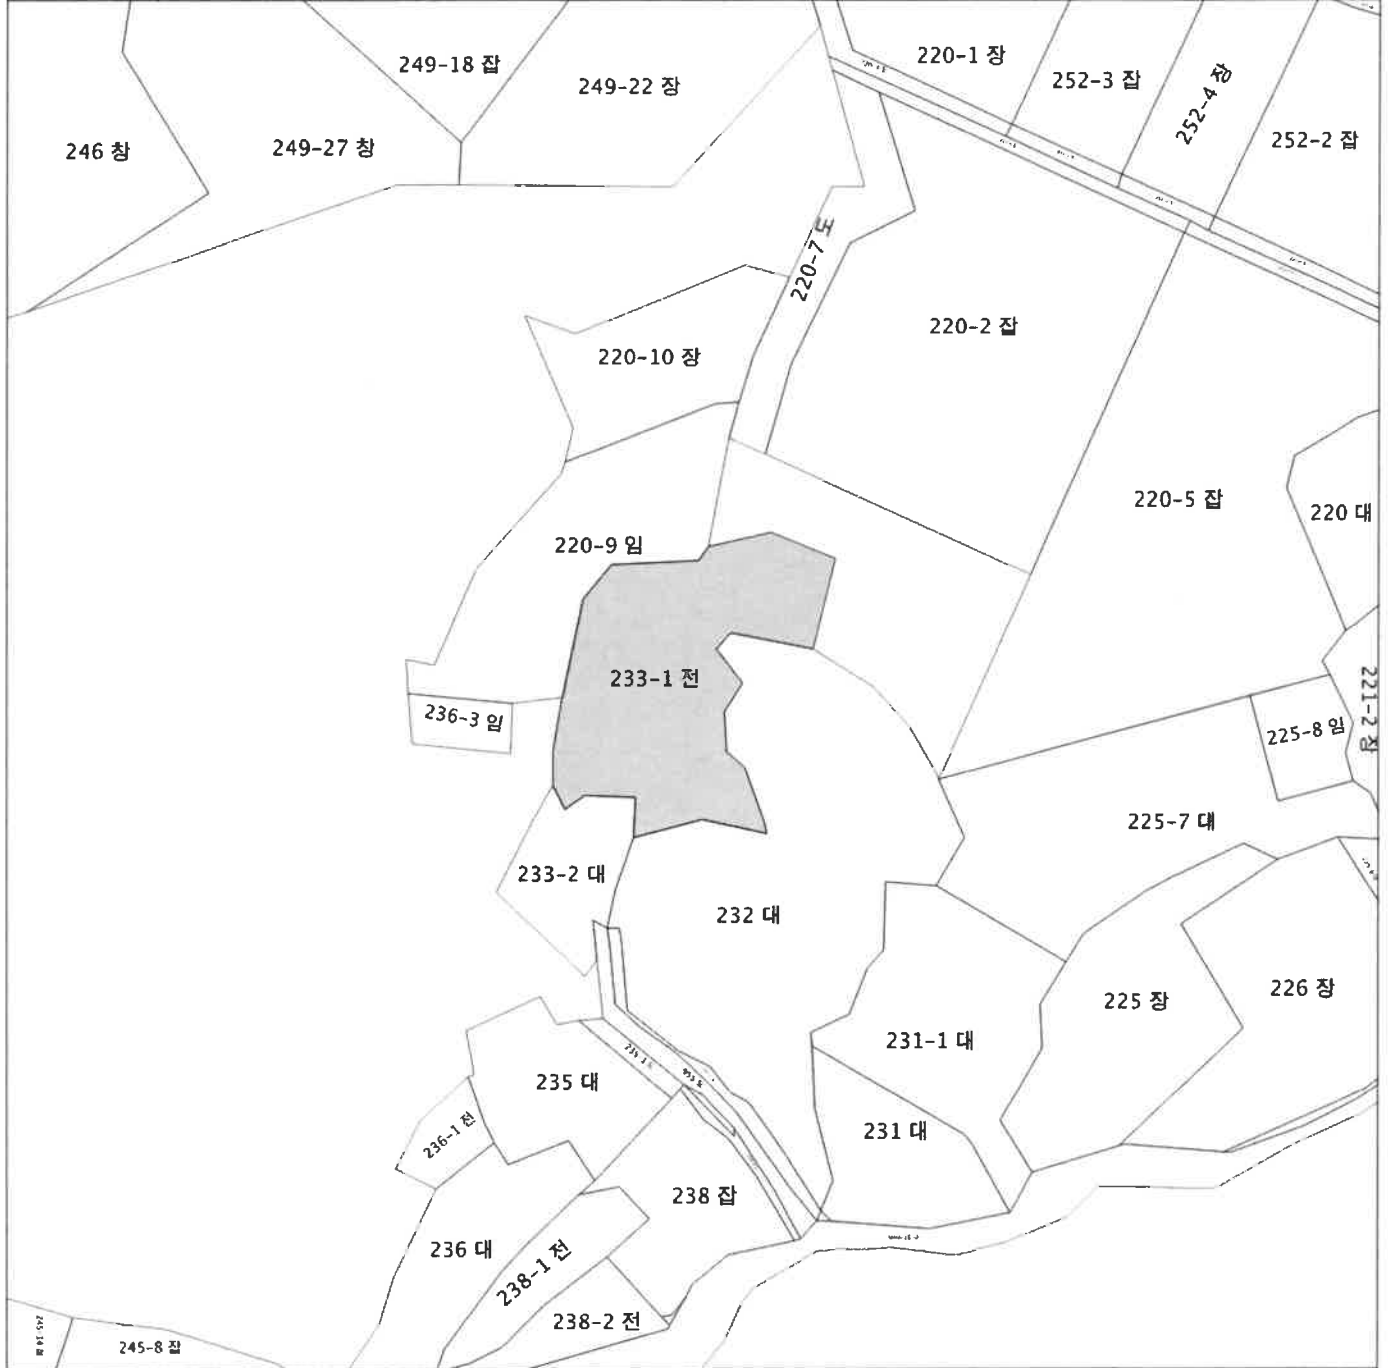 220-1 장
249-18 잡
252-3 잡
249-22 장
252-4 장
252-2 잡
249-27 창
246 창
220-7 도
220-2 잡
220-10 장
220-5 잡
220 대
220-9 임
233-1 전
221-2 장
236-3 임
225-8 임
225-7 대
233-2 대
232 대
226 장
225 장
231-1 대
235 대
231 대
236-1 전
238 잡
236 대
238-1 전
238-2 전
245-8 잡